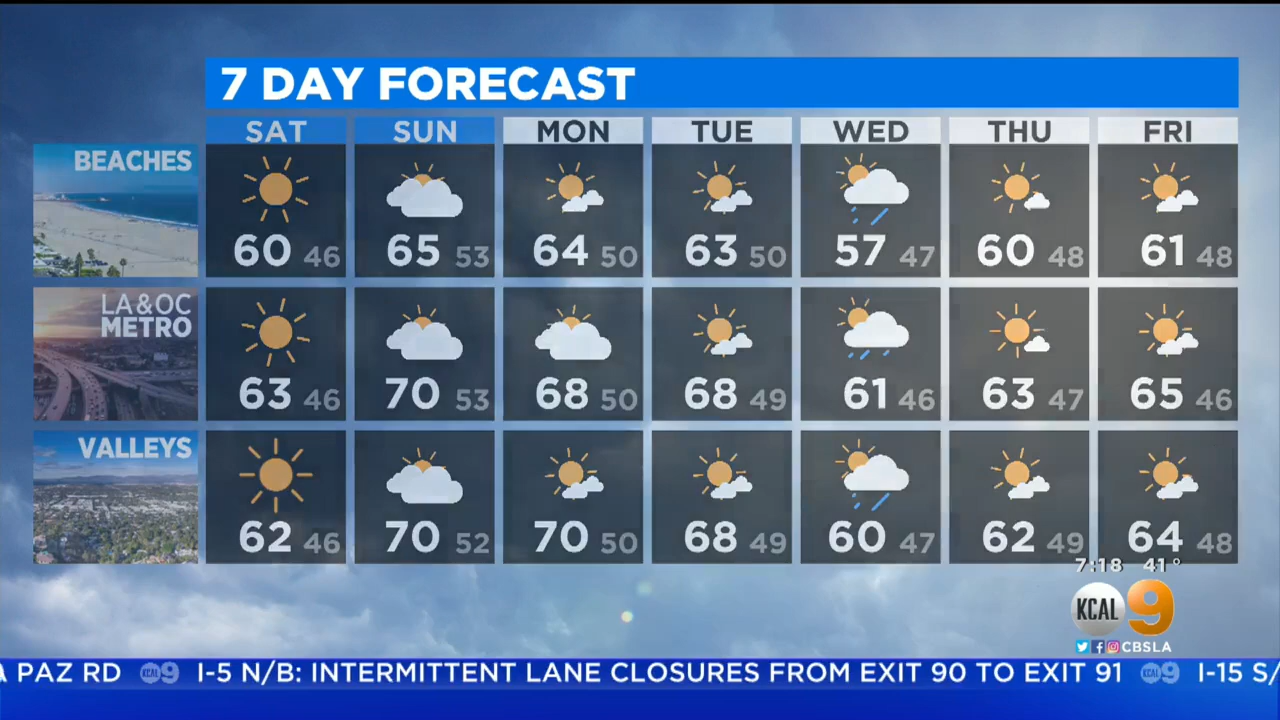 7 DAY FORECAST
SAT SUN MON TUE WED THU FRI
BEACHES
60 46 65 53 64 50 63 50 57 47 60 48 61 48
LA&OC
METRO
63 46 70 53 68 50 68 49 61 46 63 47 65 46
VALLEYS
62 46 70 52 70 50 68 49 60 47 62 49 64 48
7:18 41°
KCAL 9
CBSLA
A PAZ RD KCAL 9 I-5 N/B: INTERMITTENT LANE CLOSURES FROM EXIT 90 TO EXIT 91 KCAL 9 I-15 S/